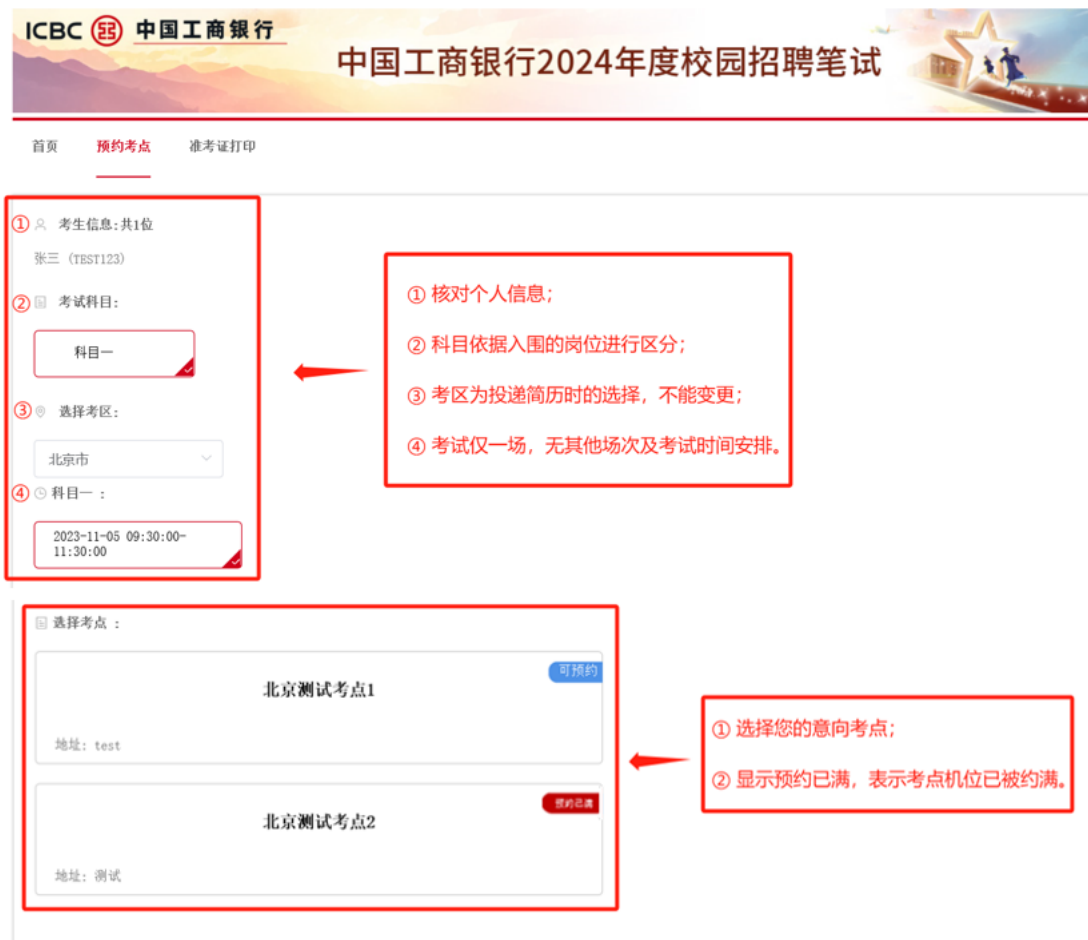 ICBC 中国工商银行
中国工商银行2024年度校园招聘笔试
首页 预约考点 准考证打印
① 考生信息:共1位
张三 (TEST123)
② 考试科目:
科目一
③ 选择考区:
北京市
④ 科目一 :
2023-11-05 09:30:00-
11:30:00
① 核对个人信息；
② 科目依据入围的岗位进行区分；
③ 考区为投递简历时的选择，不能变更；
④ 考试仅一场，无其他场次及考试时间安排。
选择考点 :
可预约
北京测试考点1
地址: test
预约已满
北京测试考点2
地址: 测试
① 选择您的意向考点；
② 显示预约已满，表示考点机位已被约满。